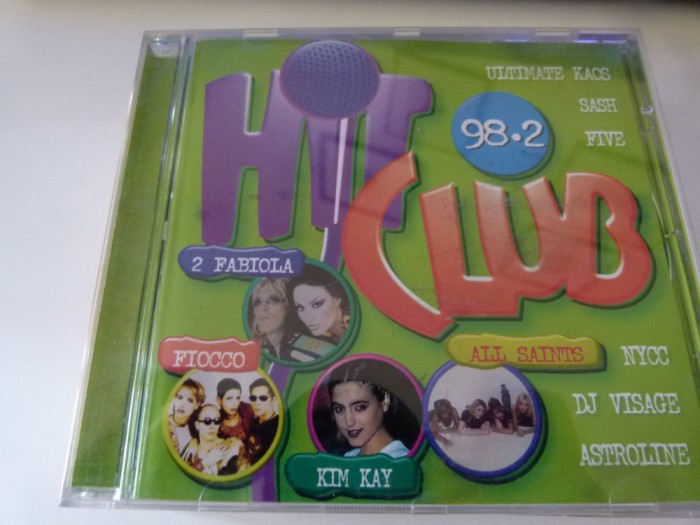 HIT
CLUB
98·2
ULTIMATE KAOS
SASH
FIVE
2 FABIOLA
FIOCCO
KIM KAY
ALL SAINTS
NYCC
DJ VISAGE
ASTROLINE